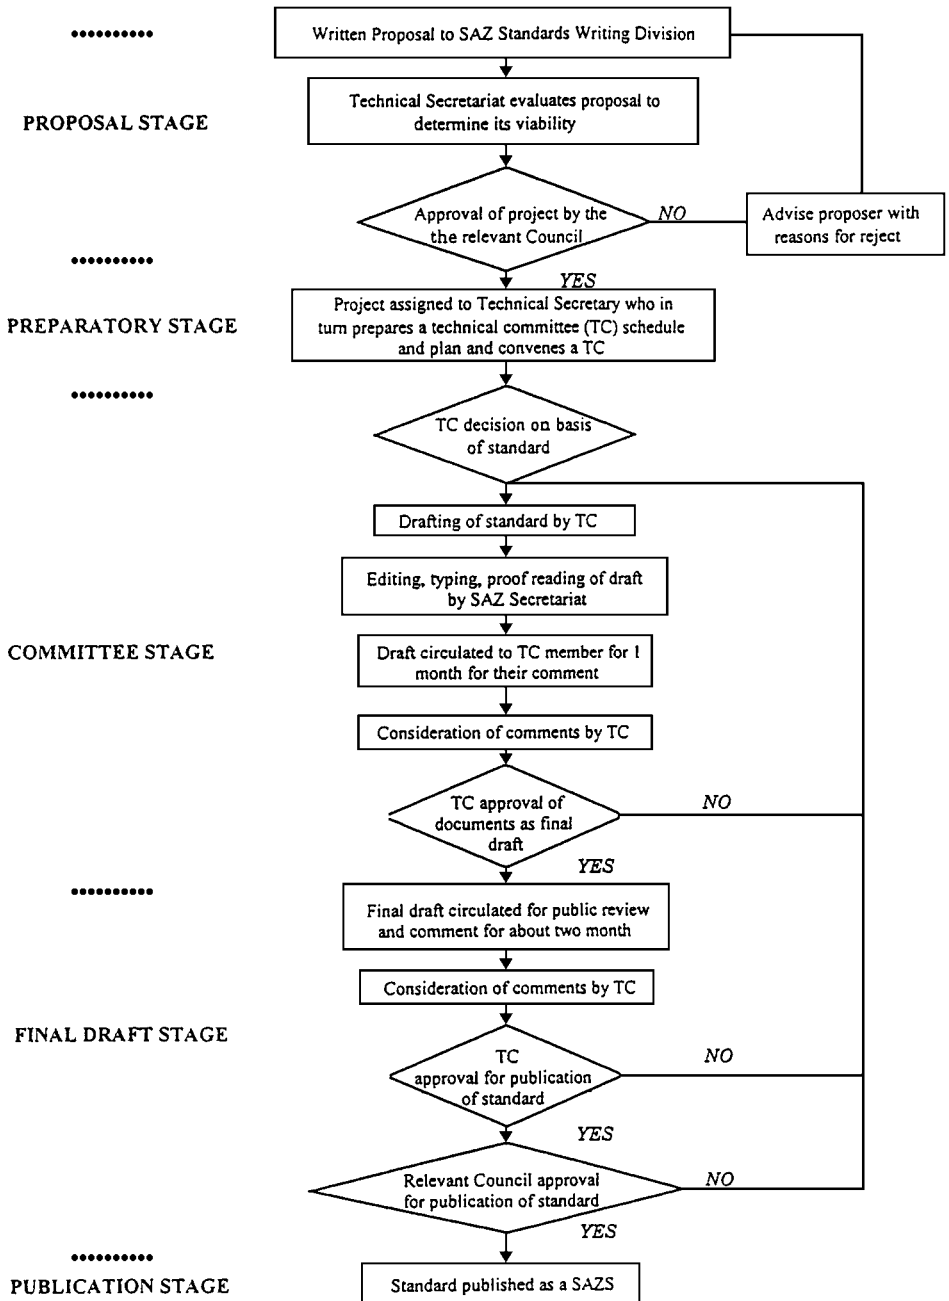 Written Proposal to SAZ Standards Writing Division
PROPOSAL STAGE
Technical Secretariat evaluates proposal to
determine its viability
Approval of project by the
the relevant Council
NO
Advise proposer with
reasons for reject
YES
PREPARATORY STAGE
Project assigned to Technical Secretary who in
turn prepares a technical committee (TC) schedule
and plan and convenes a TC
TC decision on basis
of standard
Drafting of standard by TC
Editing, typing, proof reading of draft
by SAZ Secretariat
COMMITTEE STAGE
Draft circulated to TC member for 1
month for their comment
Consideration of comments by TC
TC approval of
documents as final
draft
NO
YES
Final draft circulated for public review
and comment for about two month
Consideration of comments by TC
FINAL DRAFT STAGE
TC
approval for publication
of standard
NO
YES
Relevant Council approval
for publication of standard
NO
YES
PUBLICATION STAGE
Standard published as a SAZS